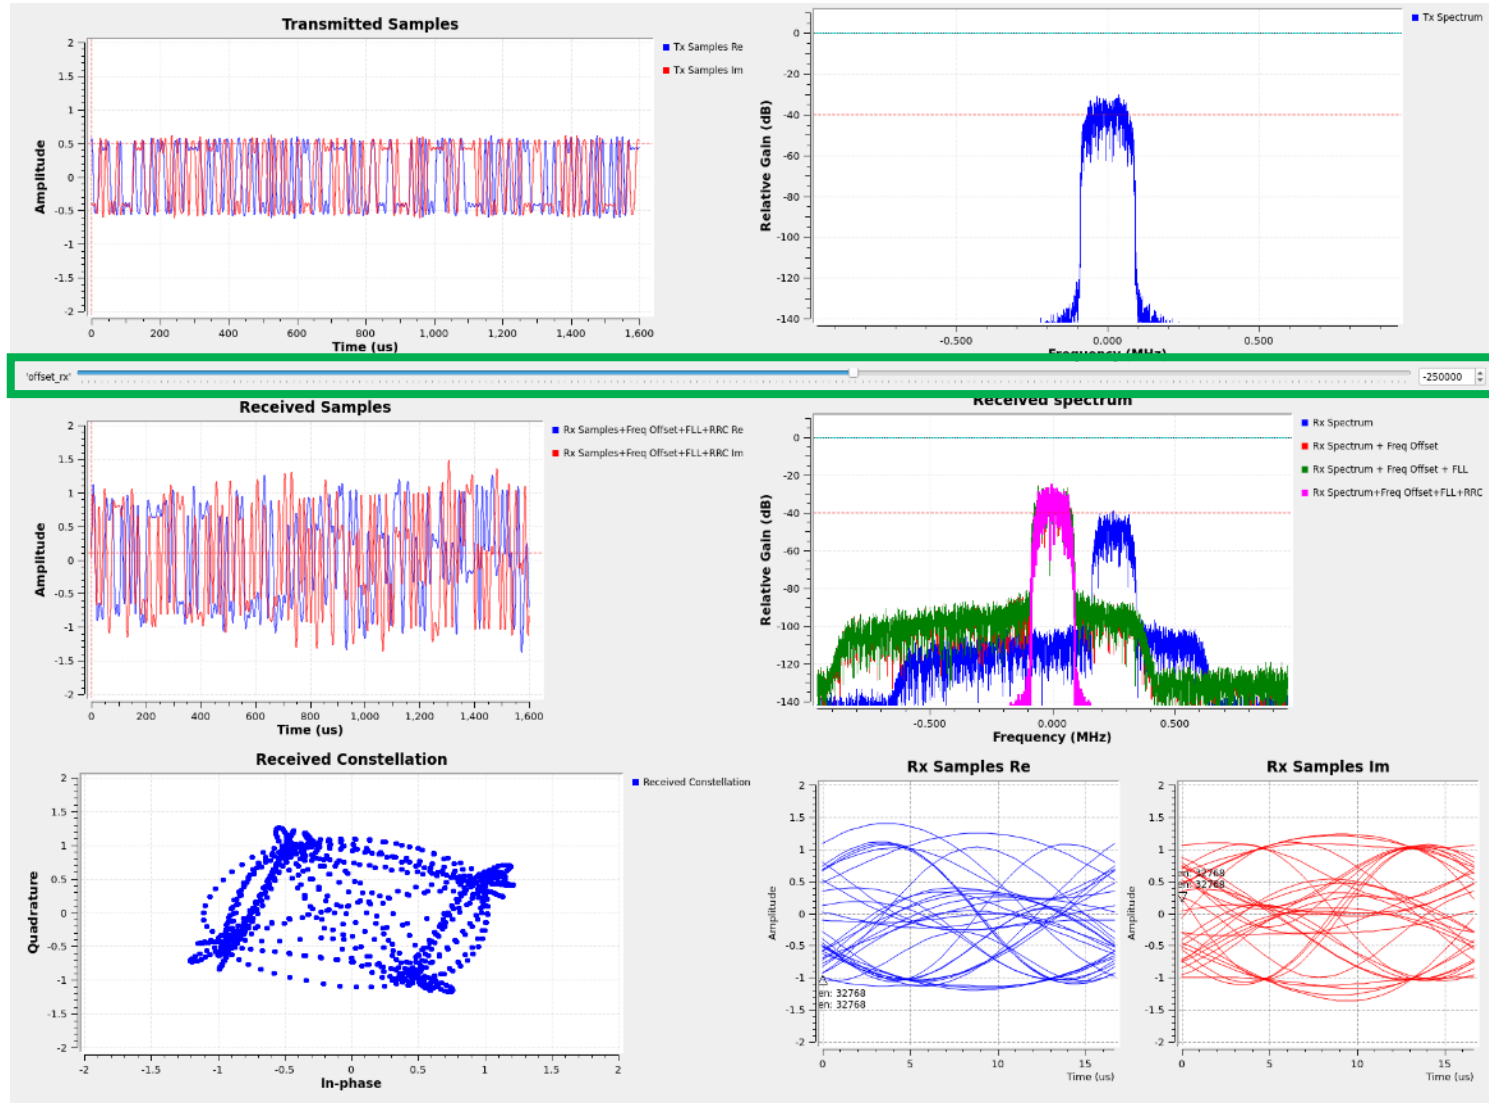 Transmitted Samples
Tx Samples Re
Tx Samples Im
Amplitude
2
1.5
1
0.5
0
-0.5
-1
-1.5
-2
0 200 400 600 800 1,000 1,200 1,400 1,600
Time (us)
Tx Spectrum
Relative Gain (dB)
0
-20
-40
-60
-80
-100
-120
-140
-0.500 0.000 0.500
Frequency (MHz)
'offset_rx' -250000
Received Samples
Rx Samples+Freq Offset+FLL+RRC Re
Rx Samples+Freq Offset+FLL+RRC Im
Amplitude
2
1.5
1
0.5
0
-0.5
-1
-1.5
-2
0 200 400 600 800 1,000 1,200 1,400 1,600
Time (us)
Received spectrum
Rx Spectrum
Rx Spectrum + Freq Offset
Rx Spectrum + Freq Offset + FLL
Rx Spectrum+Freq Offset+FLL+RRC
Relative Gain (dB)
0
-20
-40
-60
-80
-100
-120
-140
-0.500 0.000 0.500
Frequency (MHz)
Received Constellation
Received Constellation
Quadrature
2
1.5
1
0.5
0
-0.5
-1
-1.5
-2
-2 -1.5 -1 -0.5 0 0.5 1 1.5 2
In-phase
Rx Samples Re
Amplitude
2
1.5
1
0.5
0
-0.5
-1
-1.5
-2
en: 32768
en: 32768
0 5 10 15
Time (us)
Rx Samples Im
Amplitude
2
1.5
1
0.5
0
-0.5
-1
-1.5
-2
en: 32768
en: 32768
0 5 10 15
Time (us)